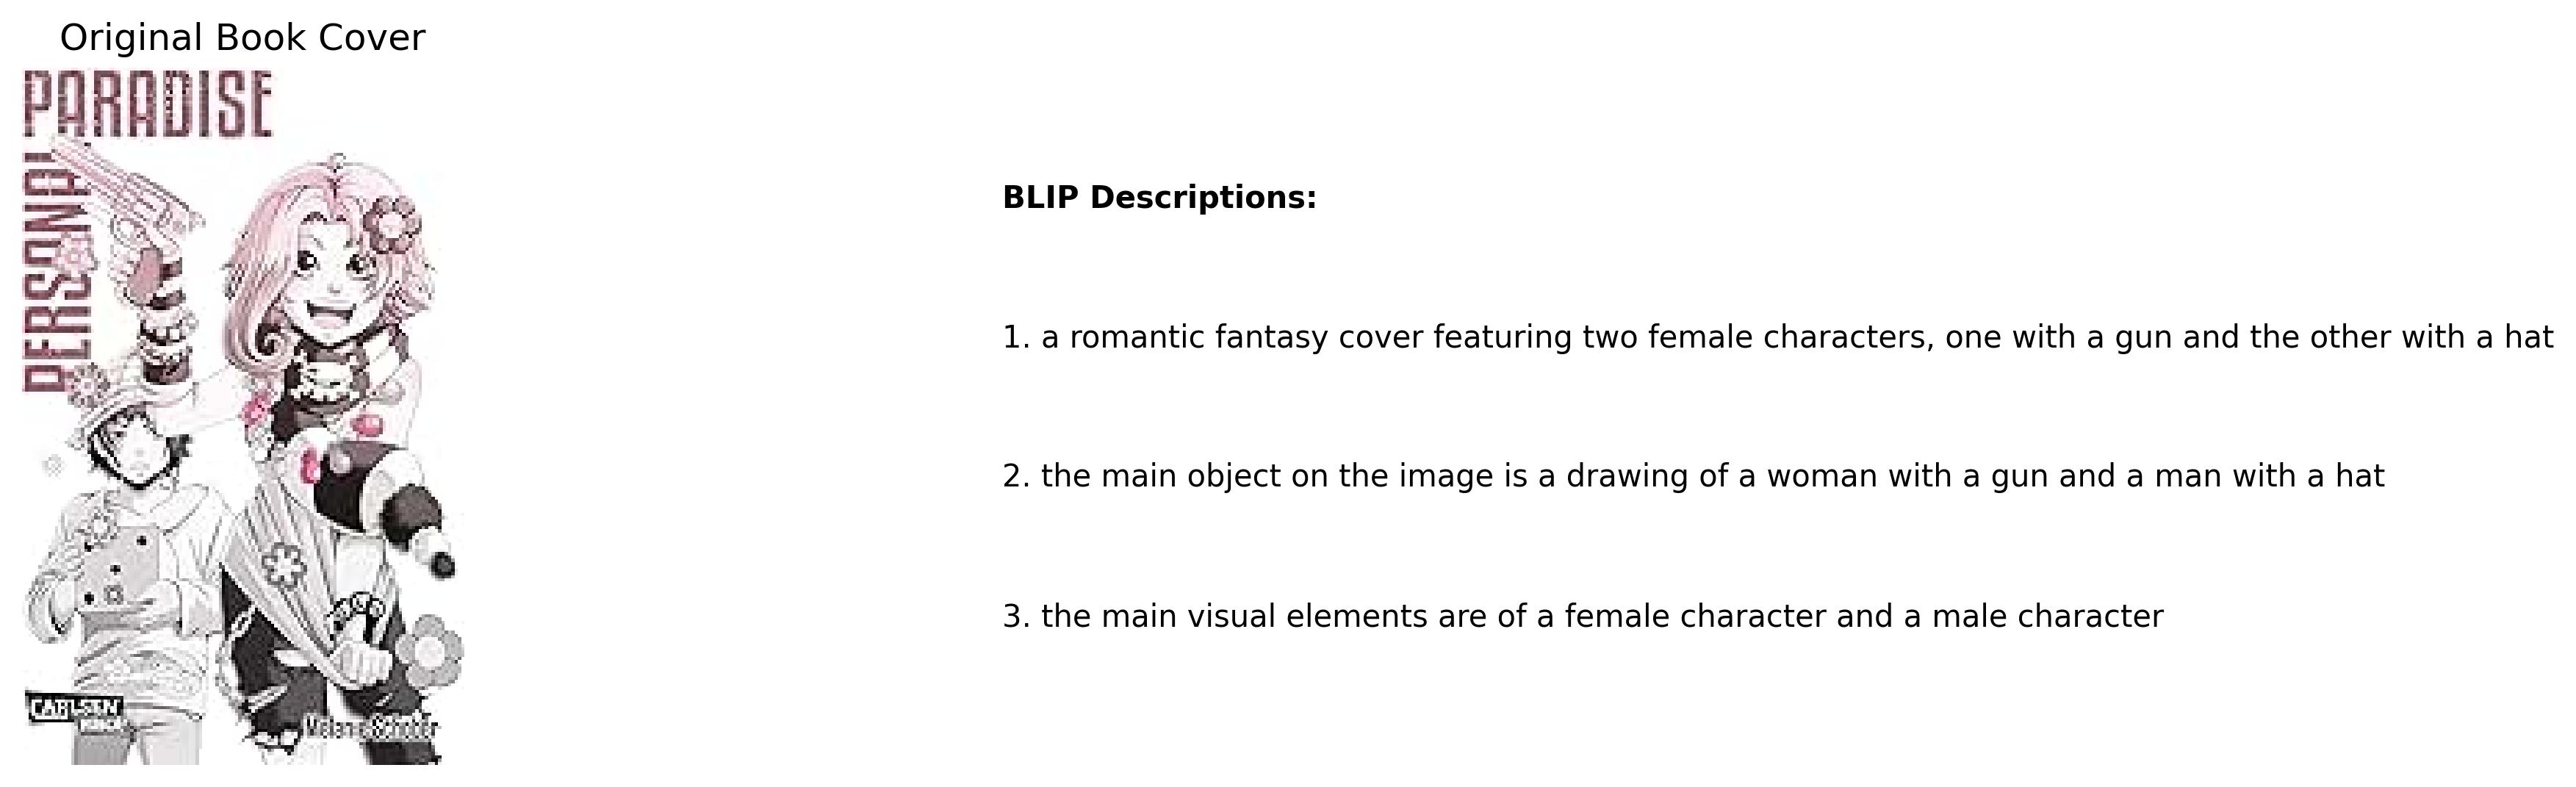 Original Book Cover
PARADISE
PERSONAL
CARLSEN
MANGA
Melanie Schober
BLIP Descriptions:
1. a romantic fantasy cover featuring two female characters, one with a gun and the other with a hat
2. the main object on the image is a drawing of a woman with a gun and a man with a hat
3. the main visual elements are of a female character and a male character